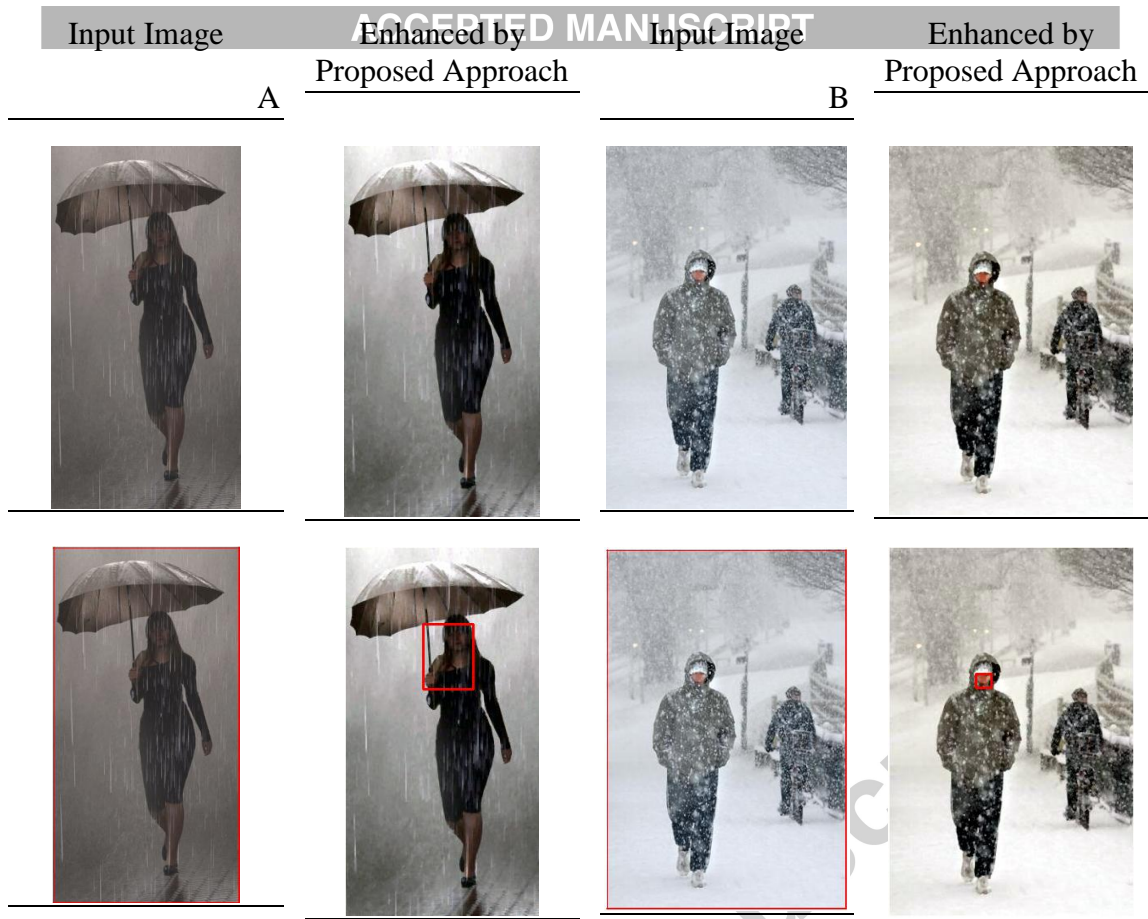 ACCEPTED MANUSCRIPT
Input Image
Enhanced by
Proposed Approach
Input Image
Enhanced by
Proposed Approach
A
B